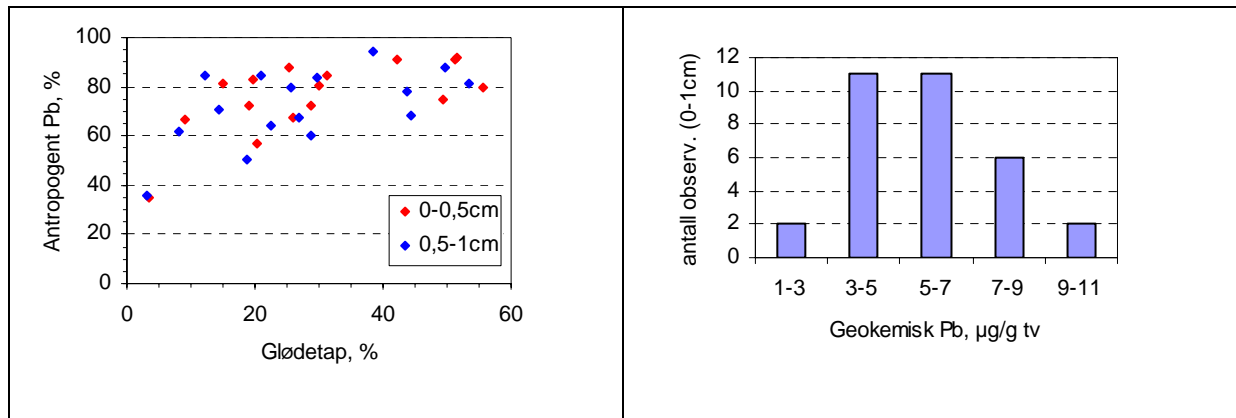 100
80
60
40
20
0
Antropogent Pb, %
0-0,5cm
0,5-1cm
0 20 40 60
Glødetap, %
12
10
8
6
4
2
0
antall observ. (0-1cm)
1-3 3-5 5-7 7-9 9-11
Geokemisk Pb, µg/g tv